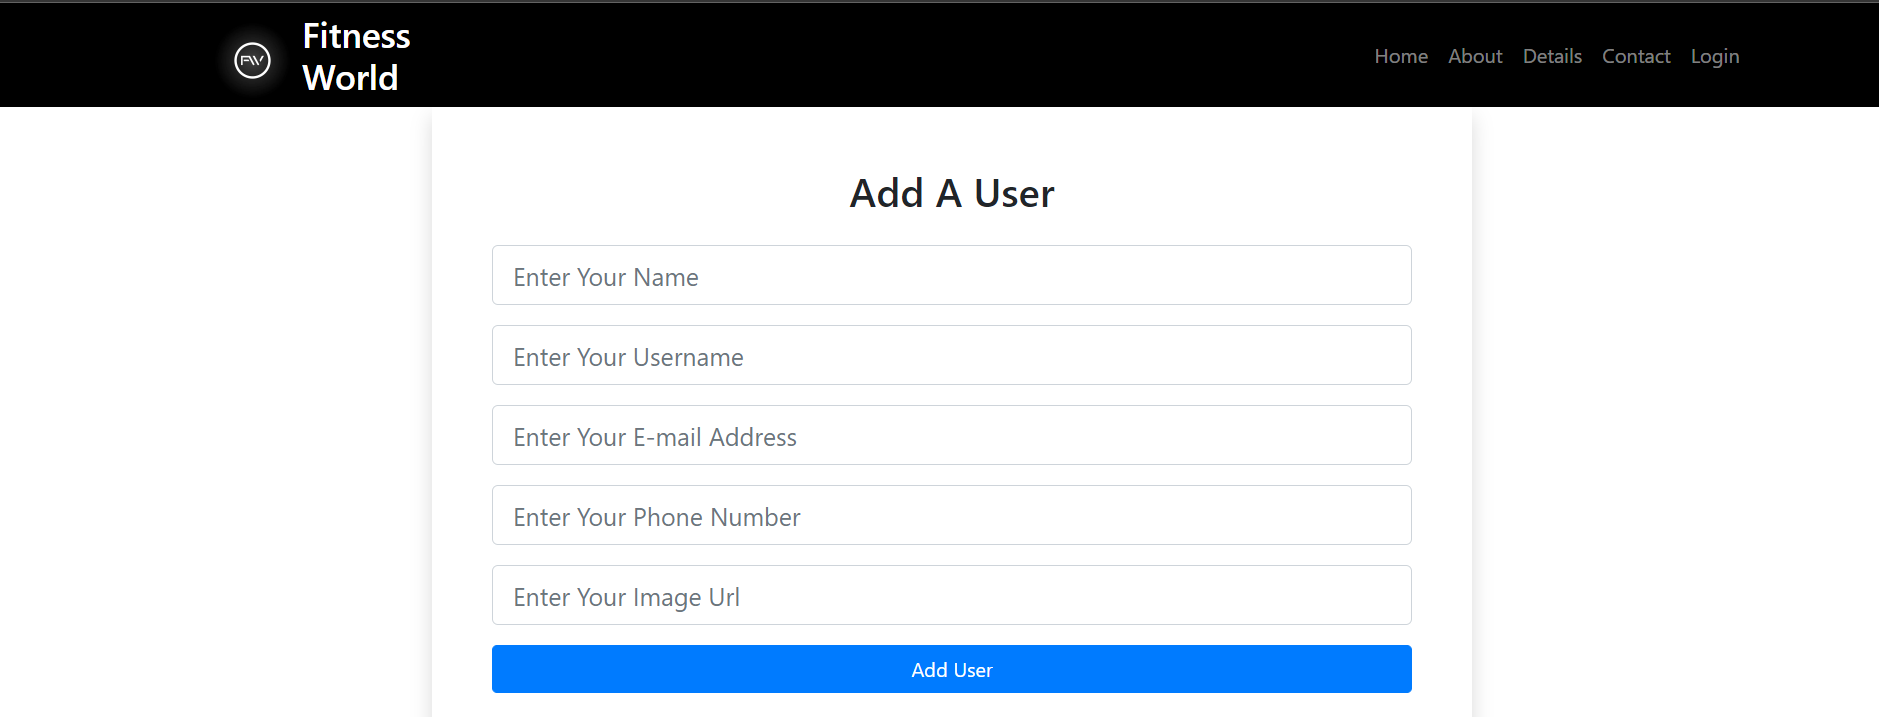 FW
Fitness
World
Home About Details Contact Login
Add A User
Enter Your Name
Enter Your Username
Enter Your E-mail Address
Enter Your Phone Number
Enter Your Image Url
Add User